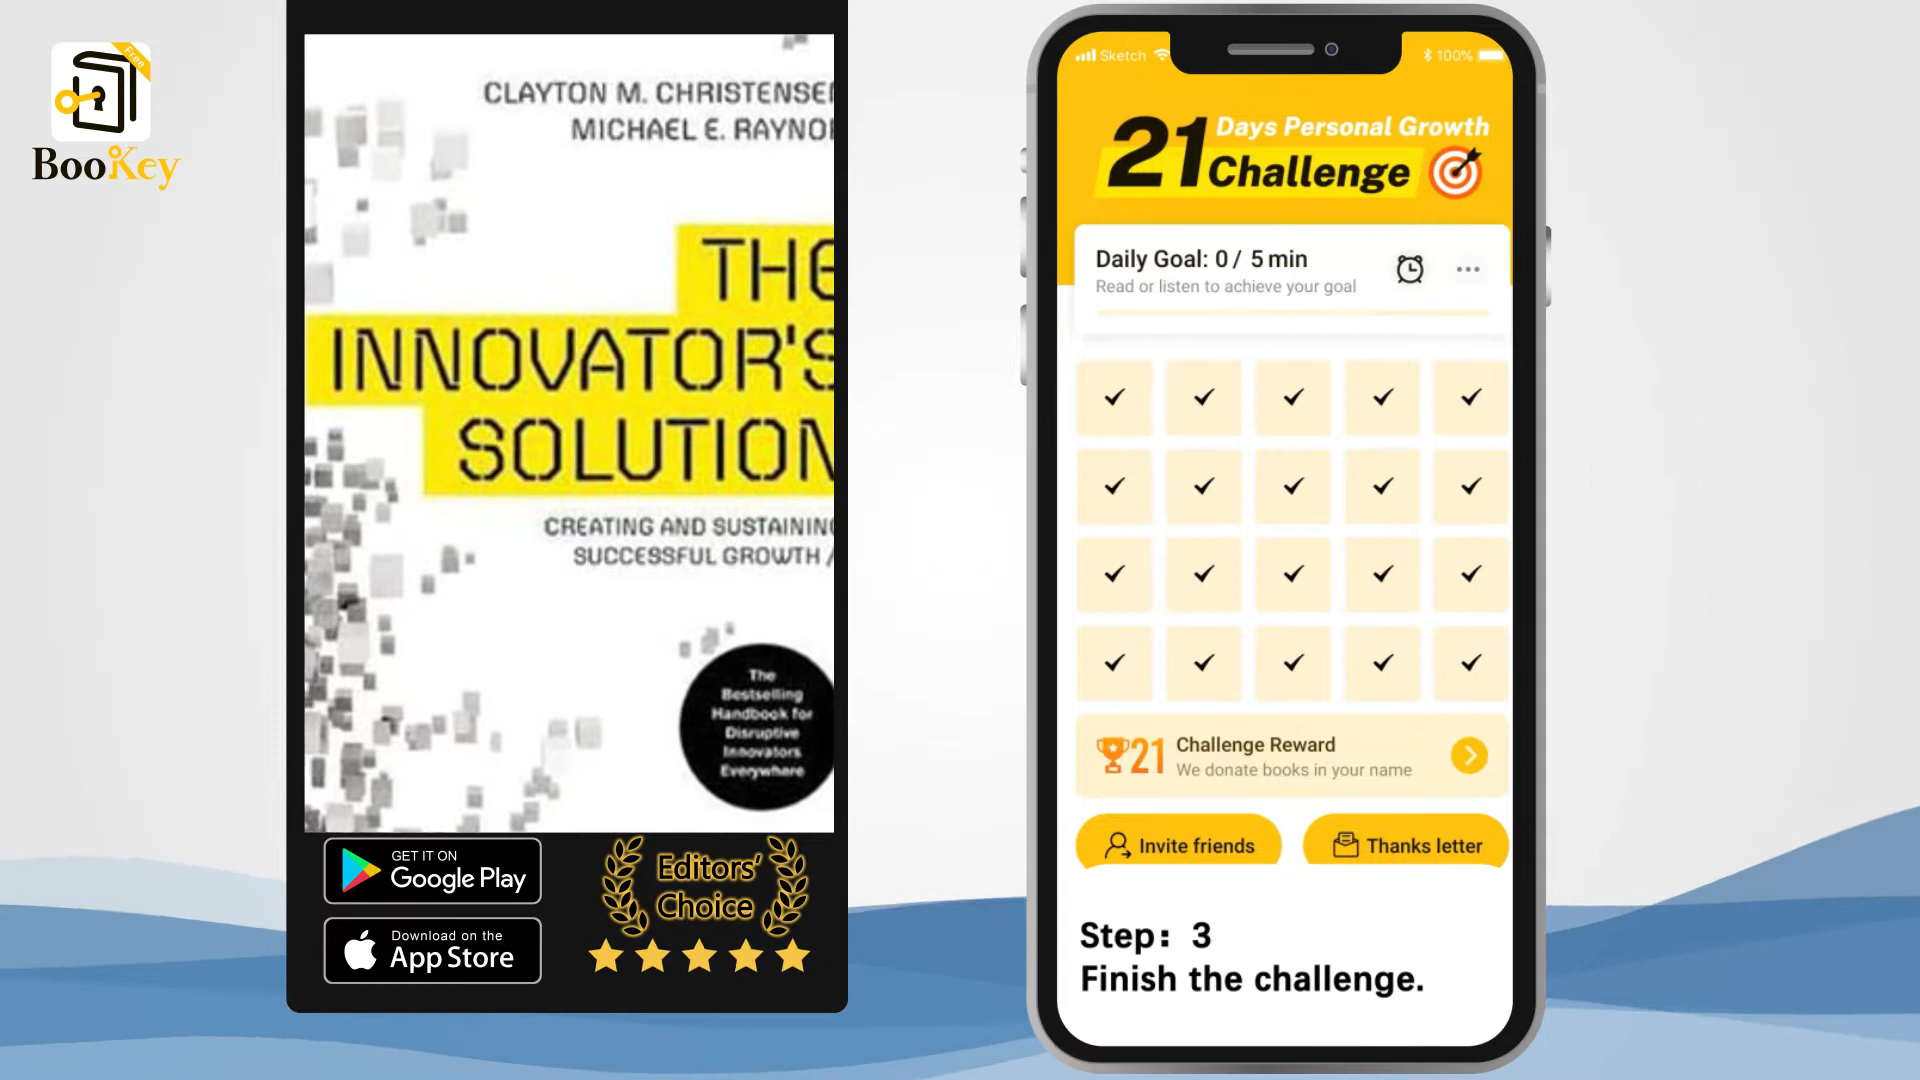 Free
BooKey
CLAYTON M. CHRISTENSEN
MICHAEL E. RAYNOR
THE
INNOVATOR'S
SOLUTION
CREATING AND SUSTAINING
SUCCESSFUL GROWTH /
The
Bestselling
Handbook for
Disruptive
Innovators
Everywhere
GET IT ON
Google Play
Download on the
App Store
Editors'
Choice
Sketch
100%
21 Days Personal Growth
Challenge
Daily Goal: 0 / 5 min
Read or listen to achieve your goal
21
Challenge Reward
We donate books in your name
Invite friends
Thanks letter
Step: 3
Finish the challenge.